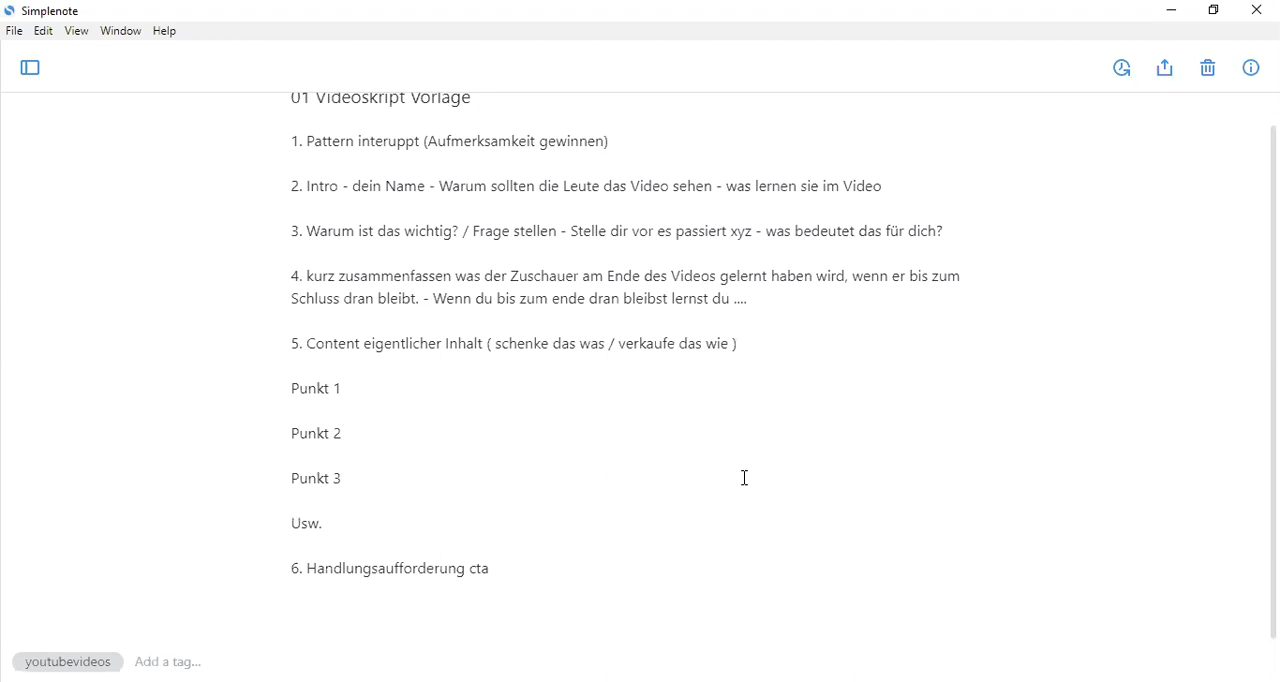 Simplenote
File Edit View Window Help
01 Videoskript Vorlage
1. Pattern interuppt (Aufmerksamkeit gewinnen)
2. Intro - dein Name - Warum sollten die Leute das Video sehen - was lernen sie im Video
3. Warum ist das wichtig? / Frage stellen - Stelle dir vor es passiert xyz - was bedeutet das für dich?
4. kurz zusammenfassen was der Zuschauer am Ende des Videos gelernt haben wird, wenn er bis zum
Schluss dran bleibt. - Wenn du bis zum ende dran bleibst lernst du ....
5. Content eigentlicher Inhalt ( schenke das was / verkaufe das wie )
Punkt 1
Punkt 2
Punkt 3
Usw.
6. Handlungsaufforderung cta
youtubevideos Add a tag...